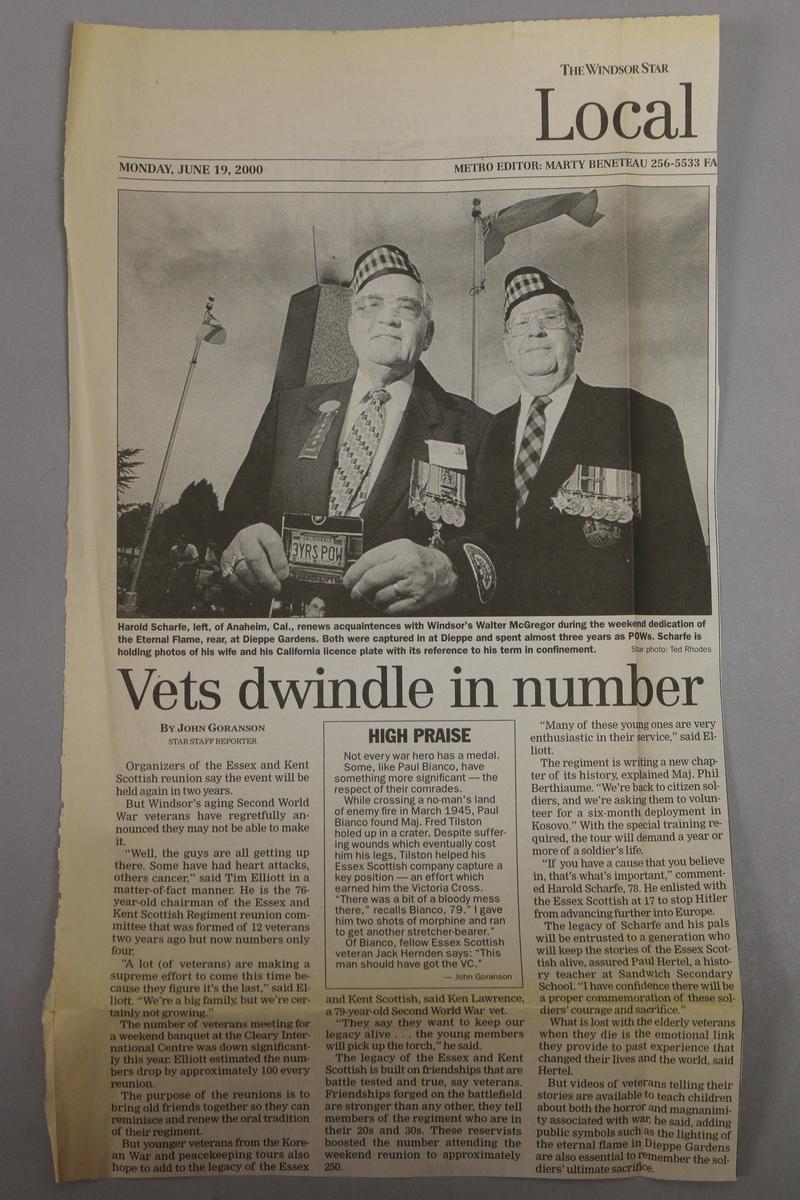 THE WINDSOR STAR
Local
MONDAY, JUNE 19, 2000
METRO EDITOR: MARTY BENETEAU 256-5533 FA
CALIFORNIA
3YRS POW
Harold Scharfe, left, of Anaheim, Cal., renews acquaintences with Windsor's Walter McGregor during the weekend dedication of
the Eternal Flame, rear, at Dieppe Gardens. Both were captured in at Dieppe and spent almost three years as POWs. Scharfe is
holding photos of his wife and his California licence plate with its reference to his term in confinement.
Star photo: Ted Rhodes
Vets dwindle in number
BY JOHN GORANSON
STAR STAFF REPORTER
Organizers of the Essex and Kent
Scottish reunion say the event will be
held again in two years.
But Windsor's aging Second World
War veterans have regretfully an-
nounced they may not be able to make
it.
"Well, the guys are all getting up
there. Some have had heart attacks,
others cancer," said Tim Elliott in a
matter-of-fact manner. He is the 76-
year-old chairman of the Essex and
Kent Scottish Regiment reunion com-
mittee that was formed of 12 veterans
two years ago but now numbers only
four.
"A lot (of veterans) are making a
supreme effort to come this time be-
cause they figure it's the last," said El-
liott. "We're a big family, but we're cer-
tainly not growing."
The number of veterans meeting for
a weekend banquet at the Cleary Inter-
national Centre was down significant-
ly this year. Elliott estimated the num-
bers drop by approximately 100 every
reunion.
The purpose of the reunions is to
bring old friends together so they can
reminisce and renew the oral tradition
of their regiment.
But younger veterans from the Kore-
an War and peacekeeping tours also
hope to add to the legacy of the Essex
HIGH PRAISE
Not every war hero has a medal.
Some, like Paul Bianco, have
something more significant — the
respect of their comrades.
While crossing a no-man's land
of enemy fire in March 1945, Paul
Bianco found Maj. Fred Tilston
holed up in a crater. Despite suffer-
ing wounds which eventually cost
him his legs, Tilston helped his
Essex Scottish company capture a
key position — an effort which
earned him the Victoria Cross.
"There was a bit of a bloody mess
there," recalls Bianco, 79." I gave
him two shots of morphine and ran
to get another stretcher-bearer."
Of Bianco, fellow Essex Scottish
veteran Jack Hernden says: "This
man should have got the VC."
— John Goranson
and Kent Scottish, said Ken Lawrence,
a 79-year-old Second World War vet.
"They say they want to keep our
legacy alive . . . the young members
will pick up the torch," he said.
The legacy of the Essex and Kent
Scottish is built on friendships that are
battle tested and true, say veterans.
Friendships forged on the battlefield
are stronger than any other, they tell
members of the regiment who are in
their 20s and 30s. These reservists
boosted the number attending the
weekend reunion to approximately
250.
"Many of these young ones are very
enthusiastic in their service," said El-
liott.
The regiment is writing a new chap-
ter of its history, explained Maj. Phil
Berthiaume. "We're back to citizen sol-
diers, and we're asking them to volun-
teer for a six-month deployment in
Kosovo." With the special training re-
quired, the tour will demand a year or
more of a soldier's life.
"If you have a cause that you believe
in, that's what's important," comment-
ed Harold Scharfe, 78. He enlisted with
the Essex Scottish at 17 to stop Hitler
from advancing further into Europe.
The legacy of Scharfe and his pals
will be entrusted to a generation who
will keep the stories of the Essex Scot-
tish alive, assured Paul Hertel, a histo-
ry teacher at Sandwich Secondary
School. "I have confidence there will be
a proper commemoration of these sol-
diers' courage and sacrifice."
What is lost with the elderly veterans
when they die is the emotional link
they provide to past experience that
changed their lives and the world, said
Hertel.
But videos of veterans telling their
stories are available to teach children
about both the horror and magnanimi-
ty associated with war, he said, adding
public symbols such as the lighting of
the eternal flame in Dieppe Gardens
are also essential to remember the sol-
diers' ultimate sacrifice.